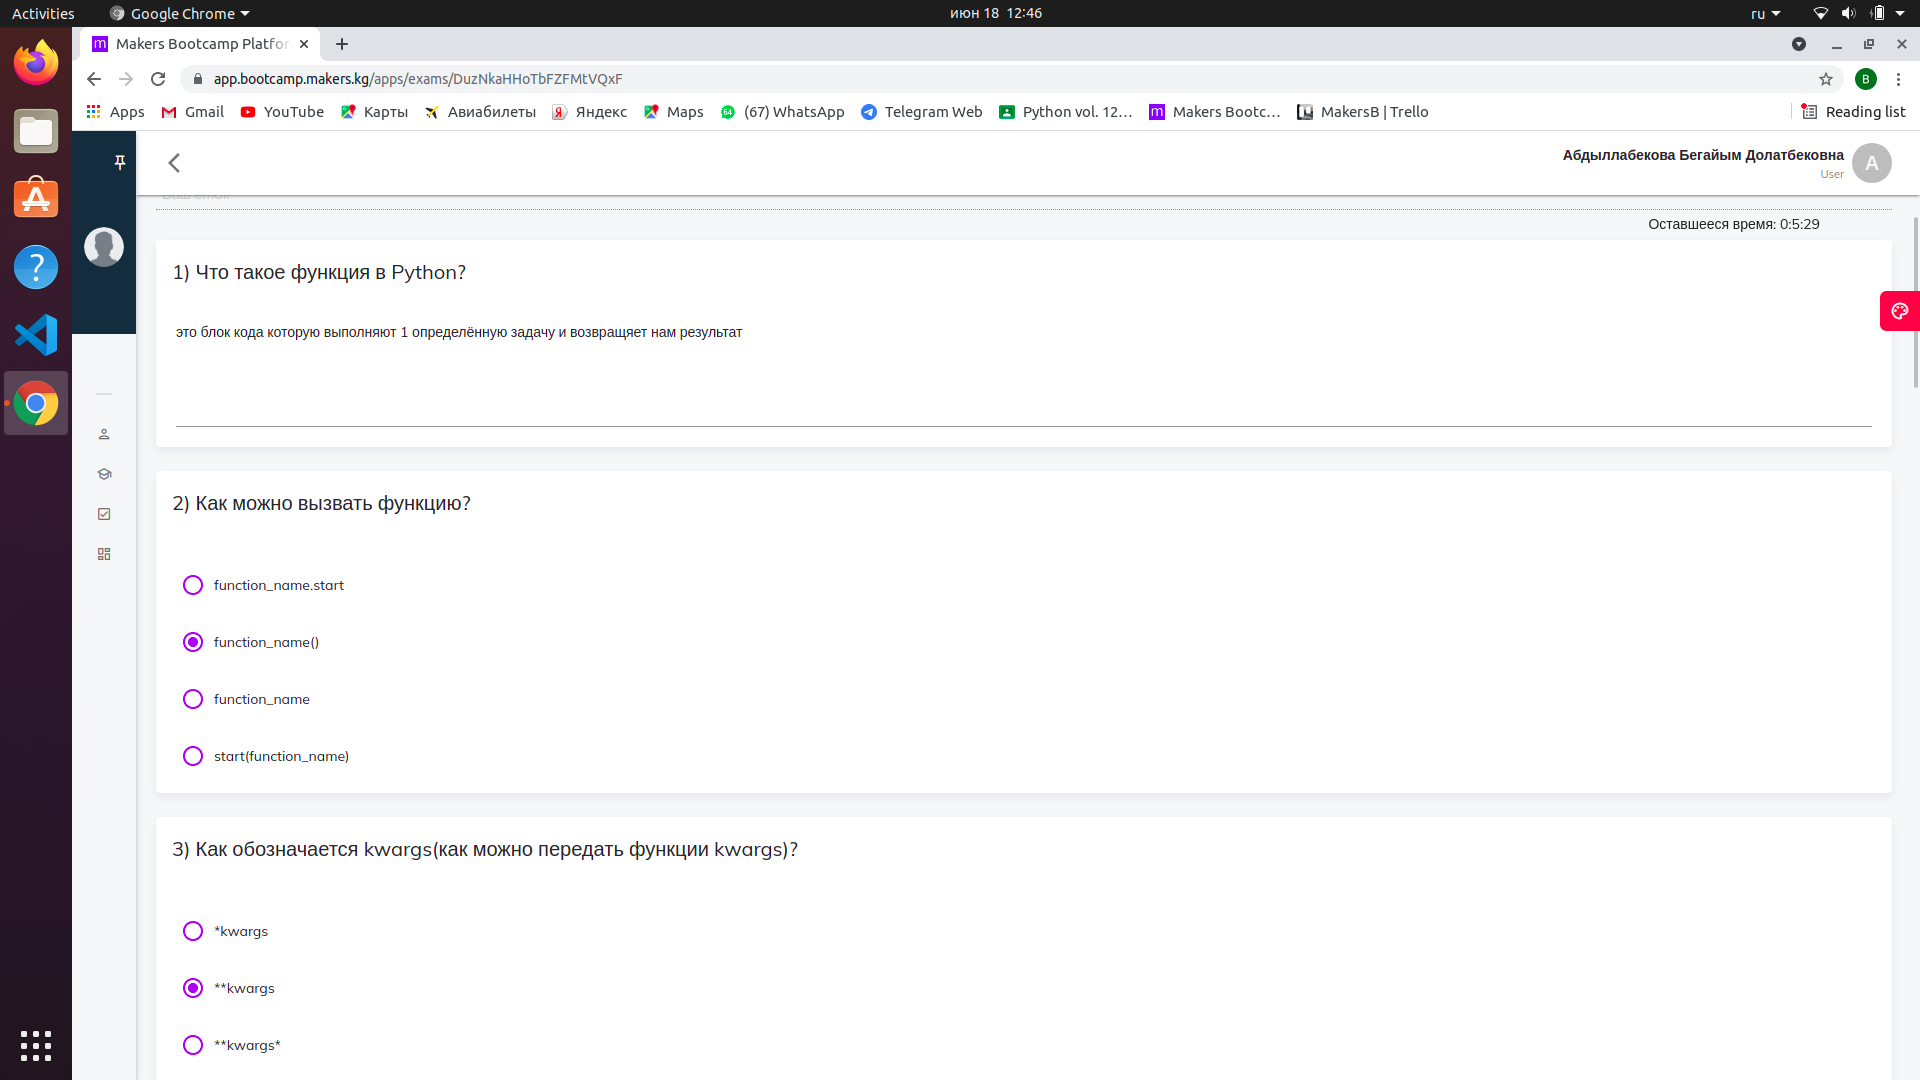 Activities
Google Chrome
июн 18 12:46
ru
Makers Bootcamp Platfor
app.bootcamp.makers.kg/apps/exams/DuzNkaHHoTbFZFMtVQxF
B
Apps
Gmail
YouTube
Карты
Авиабилеты
Яндекс
Maps
(67) WhatsApp
Telegram Web
Python vol. 12...
Makers Bootc...
MakersB | Trello
Reading list
Абдыллабекова Бегайым Долатбековна
User
A
Оставшееся время: 0:5:29
1) Что такое функция в Python?
это блок кода которую выполняют 1 определённую задачу и возвращяет нам результат
2) Как можно вызвать функцию?
function_name.start
function_name()
function_name
start(function_name)
3) Как обозначается kwargs(как можно передать функции kwargs)?
*kwargs
**kwargs
**kwargs*